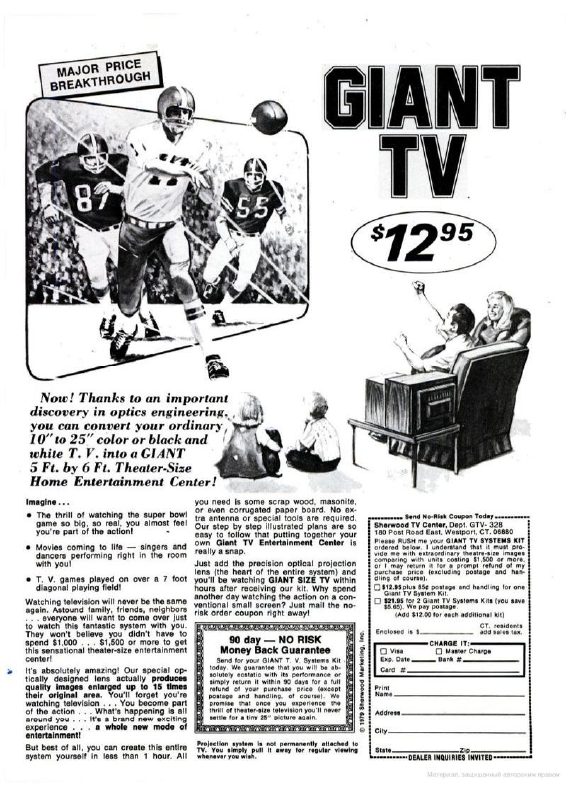 MAJOR PRICE
BREAKTHROUGH
GIANT
TV
$12⁹⁵
87
55
Now! Thanks to an important
discovery in optics engineering,
you can convert your ordinary
10″ to 25″ color or black and
white T. V. into a GIANT
5 Ft. by 6 Ft. Theater-Size
Home Entertainment Center!
Imagine . . .
• The thrill of watching the super bowl
game so big, so real, you almost feel
you're part of the action!
• Movies coming to life — singers and
dancers performing right in the room
with you!
• T. V. games played on over a 7 foot
diagonal playing field!
Watching television will never be the same
again. Astound family, friends, neighbors
. . . everyone will want to come over just
to watch this fantastic system with you.
They won't believe you didn't have to
spend $1,000 . . . $1,500 or more to get
this sensational theater-size entertainment
center!
It's absolutely amazing! Our special op-
tically designed lens actually produces
quality images enlarged up to 15 times
their original area. You'll forget you're
watching television . . . You become part
of the action . . . What's happening is all
around you . . . It's a brand new exciting
experience . . . a whole new mode of
entertainment!
But best of all, you can create this entire
system yourself in less than 1 hour. All
you need is some scrap wood, masonite,
or even corrugated paper board. No ex-
tra antenna or special tools are required.
Our step by step illustrated plans are so
easy to follow that putting together your
own Giant TV Entertainment Center is
really a snap.
Just add the precision optical projection
lens (the heart of the entire system) and
you'll be watching GIANT SIZE TV within
hours after receiving our kit. Why spend
another day watching the action on a con-
ventional small screen? Just mail the no-
risk order coupon right away!
90 day — NO RISK
Money Back Guarantee
Send for your GIANT T. V. Systems Kit
today. We guarantee that you will be ab-
solutely ecstatic with its performance or
simply return it within 90 days for a full
refund of your purchase price (except
postage and handling, of course). We
promise that once you experience the
thrill of theater-size television you'll never
settle for a tiny 25″ picture again.
Projection system is not permanently attached to
TV. You simply pull it away for regular viewing
whenever you wish.
© 1979 Sherwood Marketing, Inc.
Send No-Risk Coupon Today
Sherwood TV Center, Dept. GTV- 328
180 Post Road East, Westport, CT. 06880
Please RUSH me your GIANT TV SYSTEMS KIT
ordered below. I understand that it must pro-
vide me with extraordinary theatre-size images
comparing with units costing $1,500 or more,
or I may return it for a prompt refund of my
purchase price (excluding postage and han-
dling of course).
□ $12.95 plus 85¢ postage and handling for one
Giant TV System Kit.
□ $21.95 for 2 Giant TV Systems Kits (you save
$5.65). We pay postage.
(Add $12.00 for each additional kit)
Enclosed is $ CT. residents
add sales tax.
CHARGE IT:
□ Visa □ Master Charge
Exp. Date Bank #
Card #
Print
Name
Address
City
State Zip
DEALER INQUIRIES INVITED
Материал, защищенный авторским правом